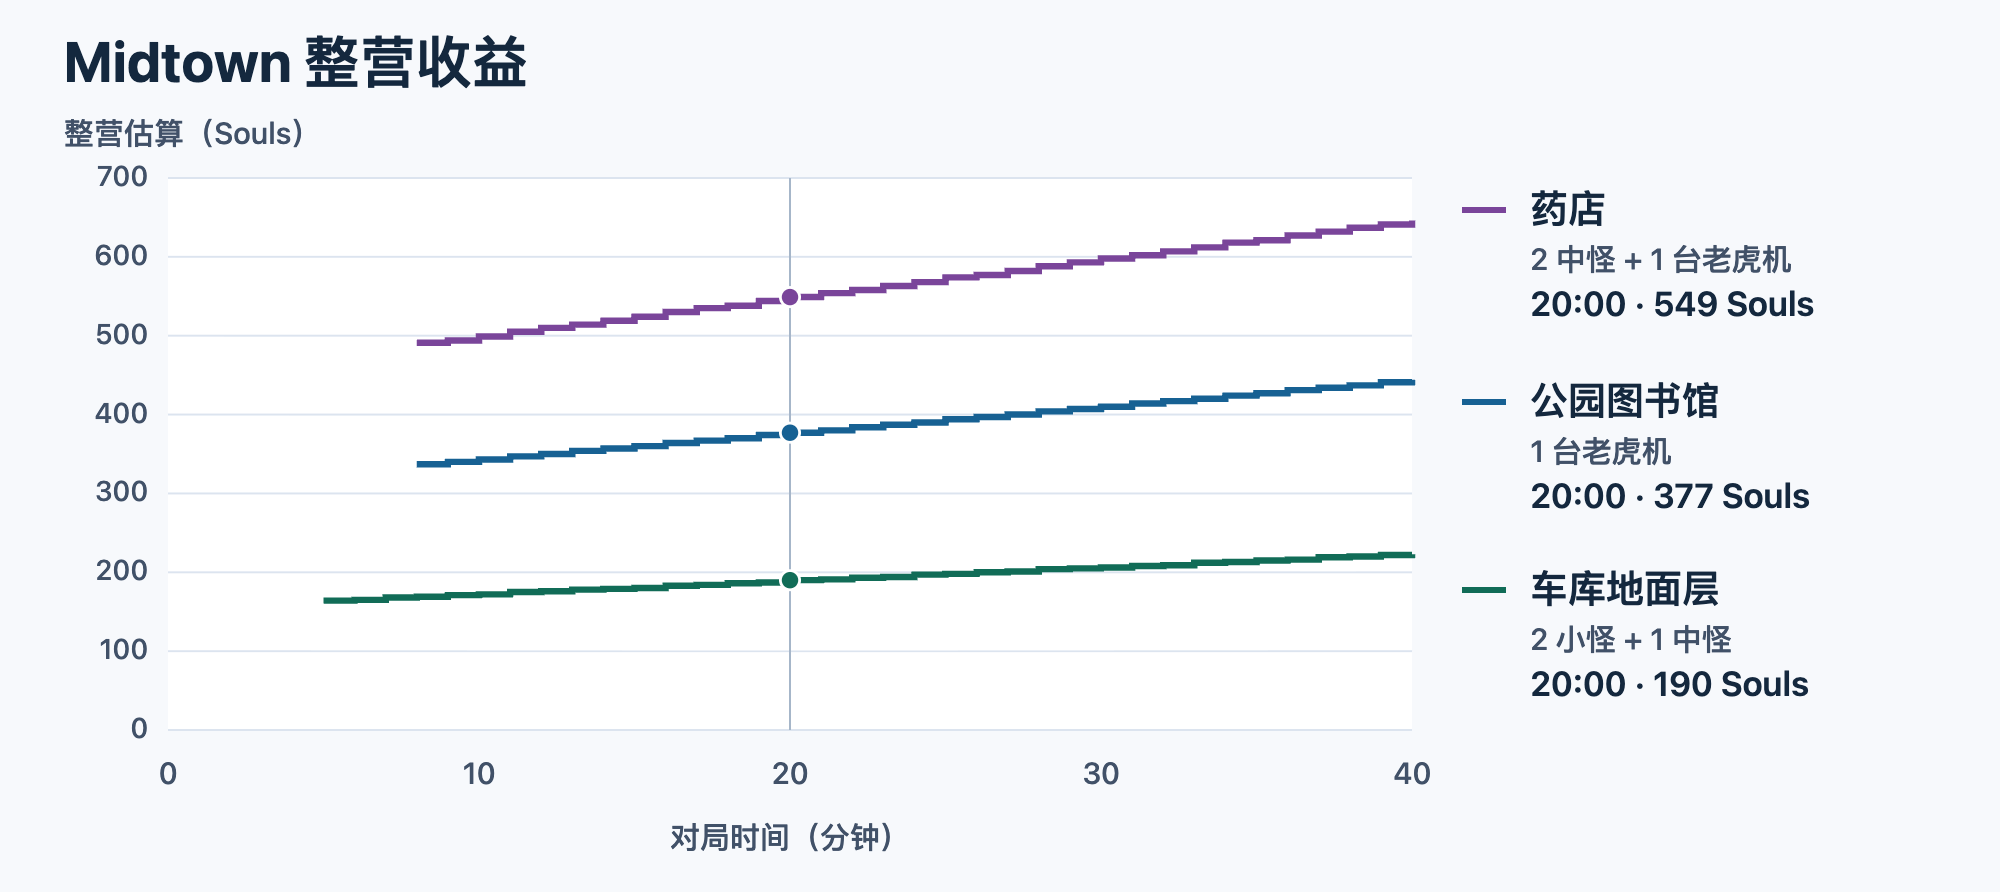 Midtown 整营收益
整营估算（Souls）
700
600
500
400
300
200
100
0
0 10 20 30 40
对局时间（分钟）
药店
2 中怪 + 1 台老虎机
20:00 · 549 Souls
公园图书馆
1 台老虎机
20:00 · 377 Souls
车库地面层
2 小怪 + 1 中怪
20:00 · 190 Souls